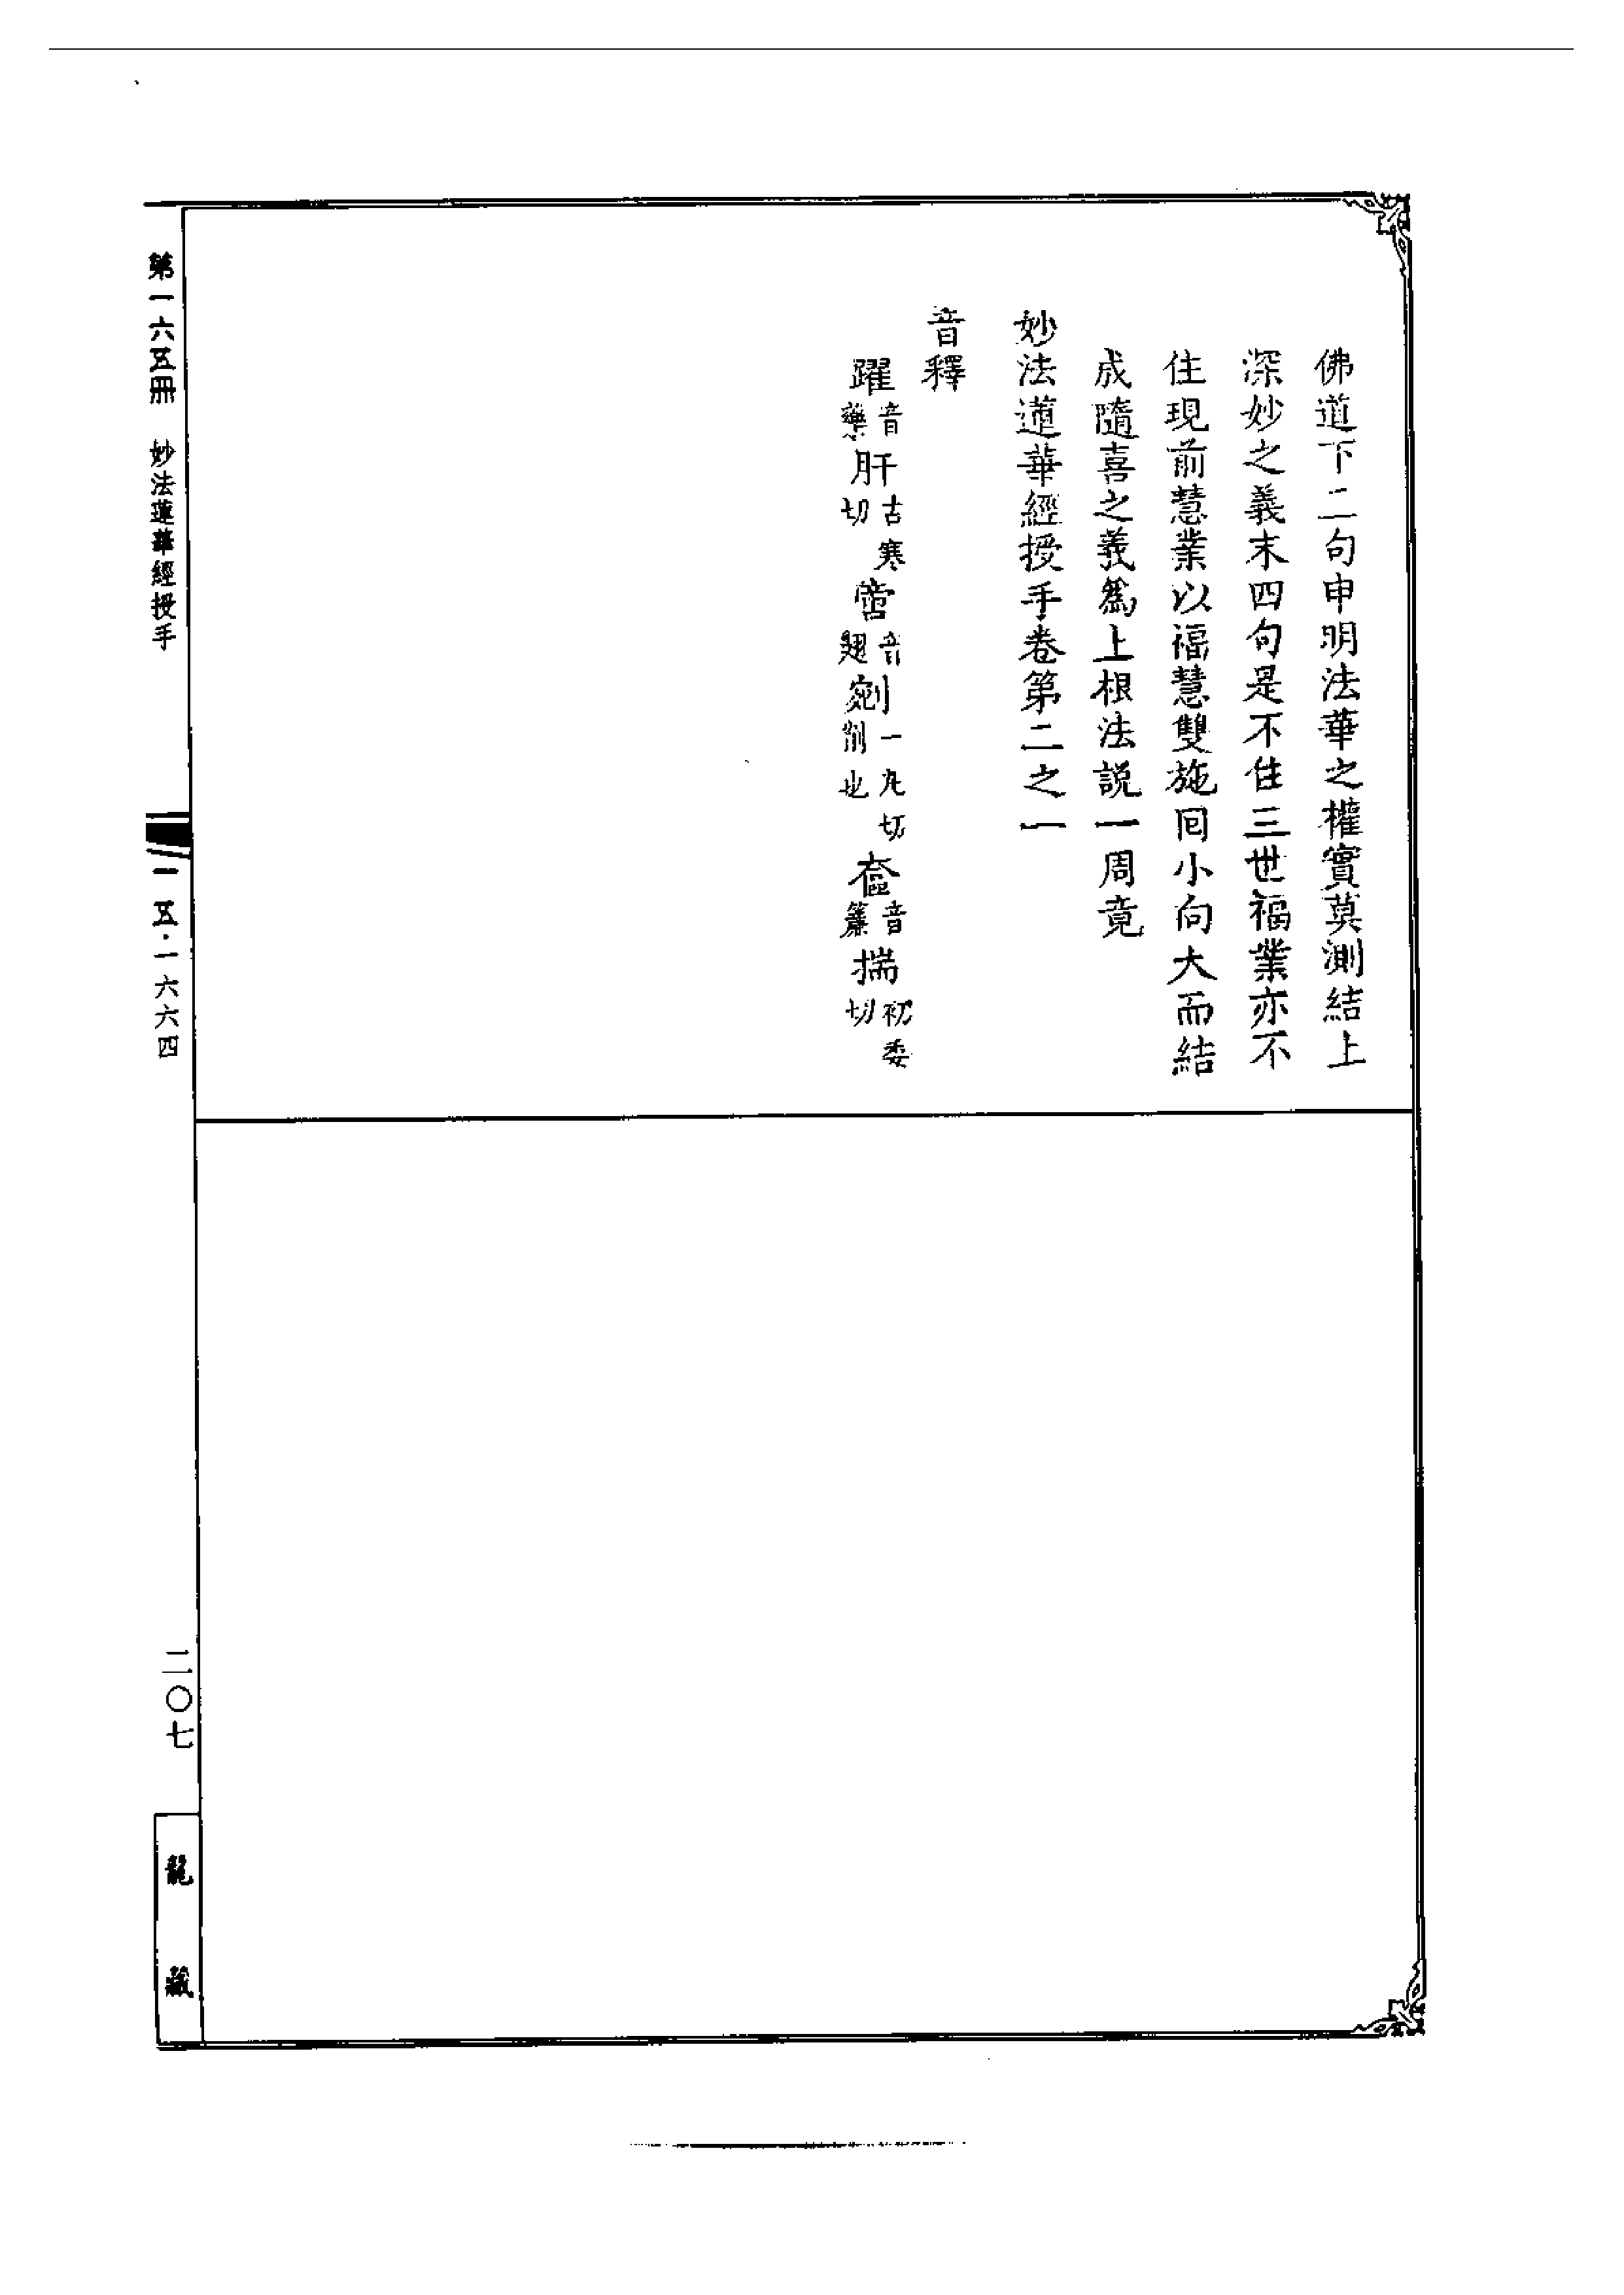 佛道下二句申明法華之權實莫測結上
深妙之義末四句是不住三世福業亦不
住現前慧業以福慧雙施回小向大而結
成隨喜之義爲上根法説一周竟
妙法蓮華經授手卷第二之一
音釋
躍音藥肝古寒切啻音翅剜一丸切削也奩音簾揣初委切
第一六五冊 妙法蓮華經授手
一五·一六六四
二〇七
龍藏